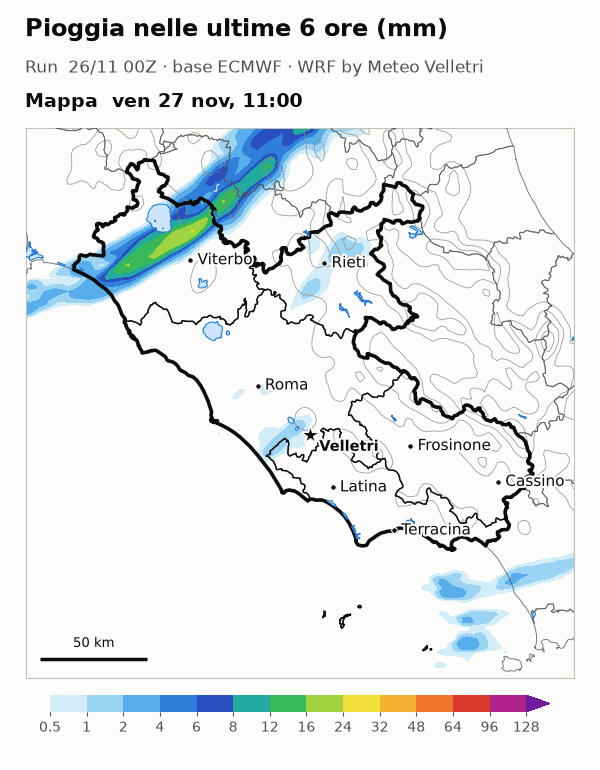 Pioggia nelle ultime 6 ore (mm)
Run  26/11 00Z · base ECMWF · WRF by Meteo Velletri
Mappa  ven 27 nov, 11:00
Viterbo
Rieti
Roma
Velletri
Frosinone
Cassino
Latina
Terracina
50 km
0.5 1 2 4 6 8 12 16 24 32 48 64 96 128